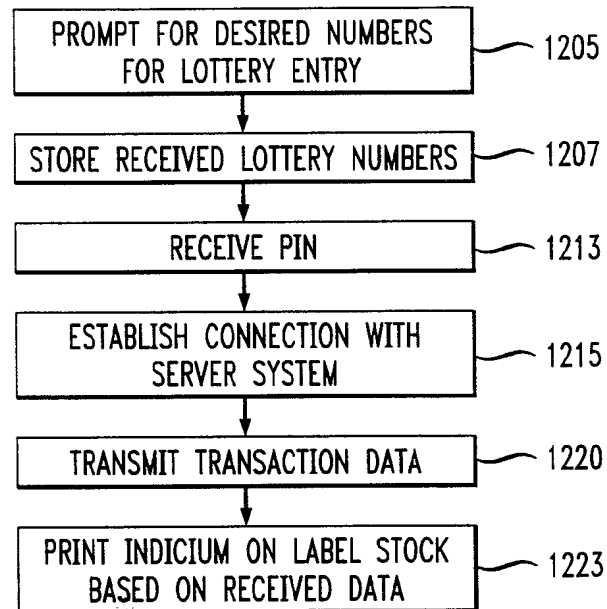 PROMPT FOR DESIRED NUMBERS
FOR LOTTERY ENTRY
1205
STORE RECEIVED LOTTERY NUMBERS
1207
RECEIVE PIN
1213
ESTABLISH CONNECTION WITH
SERVER SYSTEM
1215
TRANSMIT TRANSACTION DATA
1220
PRINT INDICIUM ON LABEL STOCK
BASED ON RECEIVED DATA
1223